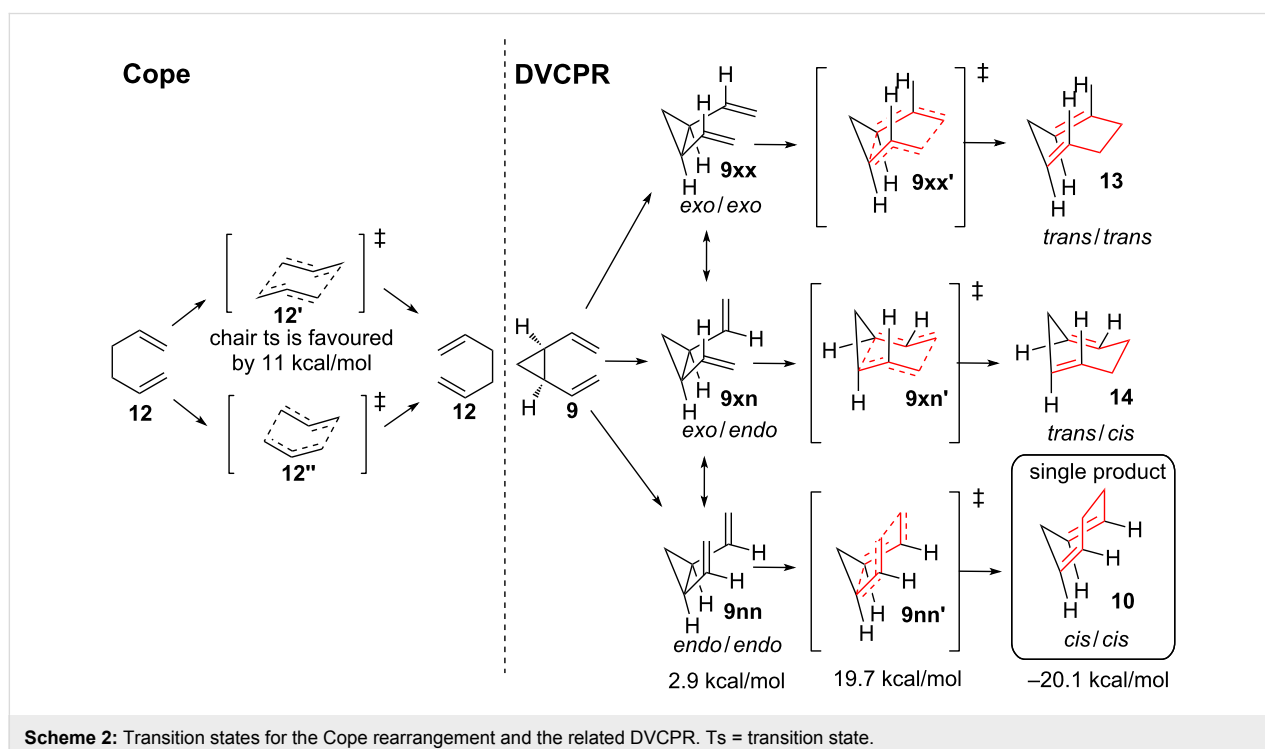 Cope
DVCPR
‡
12'
chair ts is favoured
by 11 kcal/mol
12
12
‡
12"
H
H
9
H
H
H
H
9xx
exo/exo
‡
H
H
H
H
9xx'
H
H
H
H
13
trans/trans
H
H
H
H
9xn
exo/endo
‡
H
H
H
H
9xn'
H
H
H
H
14
trans/cis
H
H
H
H
9nn
endo/endo
2.9 kcal/mol
‡
H
H
H
H
9nn'
19.7 kcal/mol
single product
H
H
H
H
10
cis/cis
–20.1 kcal/mol
Scheme 2: Transition states for the Cope rearrangement and the related DVCPR. Ts = transition state.